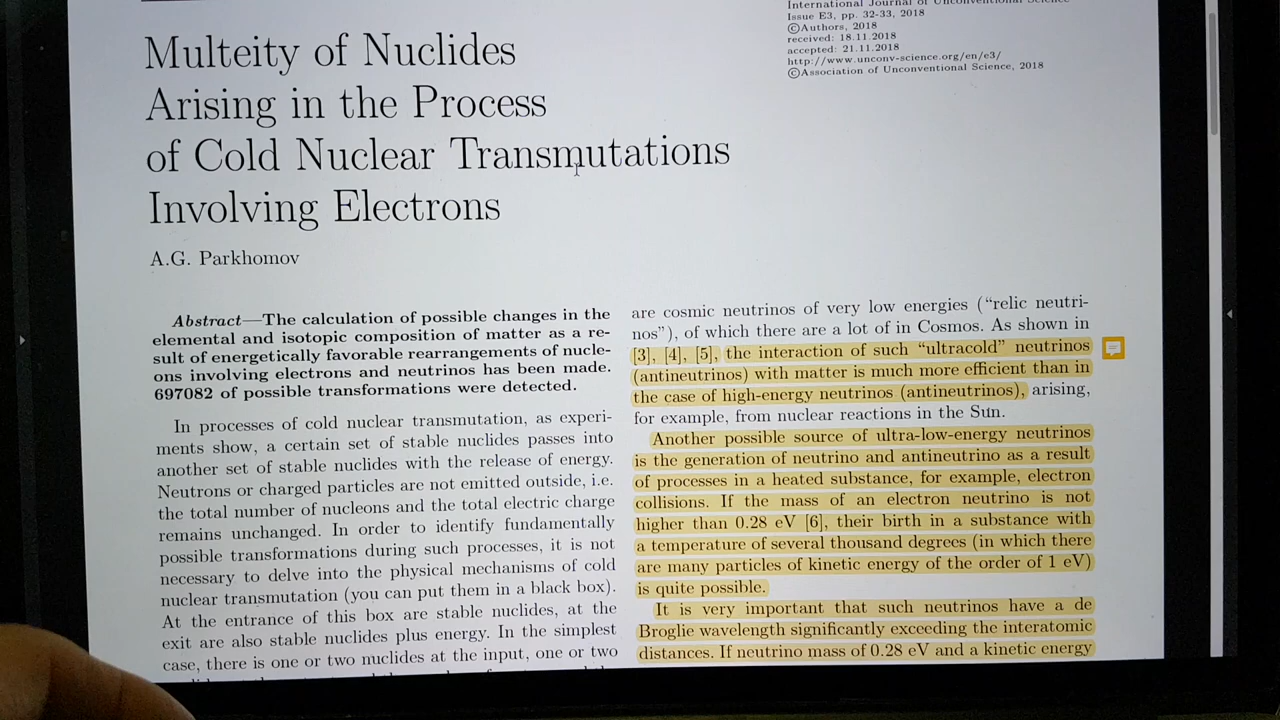 International Journal of Unconventional Science
Issue E3, pp. 32-33, 2018
©Authors, 2018
received: 18.11.2018
accepted: 21.11.2018
http://www.unconv-science.org/en/e3/
©Association of Unconventional Science, 2018
Multeity of Nuclides
Arising in the Process
of Cold Nuclear Transmutations
Involving Electrons
A.G. Parkhomov
Abstract—The calculation of possible changes in the
elemental and isotopic composition of matter as a re-
sult of energetically favorable rearrangements of nucle-
ons involving electrons and neutrinos has been made.
697082 of possible transformations were detected.
In processes of cold nuclear transmutation, as experi-
ments show, a certain set of stable nuclides passes into
another set of stable nuclides with the release of energy.
Neutrons or charged particles are not emitted outside, i.e.
the total number of nucleons and the total electric charge
remains unchanged. In order to identify fundamentally
possible transformations during such processes, it is not
necessary to delve into the physical mechanisms of cold
nuclear transmutation (you can put them in a black box).
At the entrance of this box are stable nuclides, at the
exit are also stable nuclides plus energy. In the simplest
case, there is one or two nuclides at the input, one or two
are cosmic neutrinos of very low energies (“relic neutri-
nos”), of which there are a lot of in Cosmos. As shown in
[3], [4], [5], the interaction of such “ultracold” neutrinos
(antineutrinos) with matter is much more efficient than in
the case of high-energy neutrinos (antineutrinos), arising,
for example, from nuclear reactions in the Sun.
Another possible source of ultra-low-energy neutrinos
is the generation of neutrino and antineutrino as a result
of processes in a heated substance, for example, electron
collisions. If the mass of an electron neutrino is not
higher than 0.28 eV [6], their birth in a substance with
a temperature of several thousand degrees (in which there
are many particles of kinetic energy of the order of 1 eV)
is quite possible.
It is very important that such neutrinos have a de
Broglie wavelength significantly exceeding the interatomic
distances. If neutrino mass of 0.28 eV and a kinetic energy